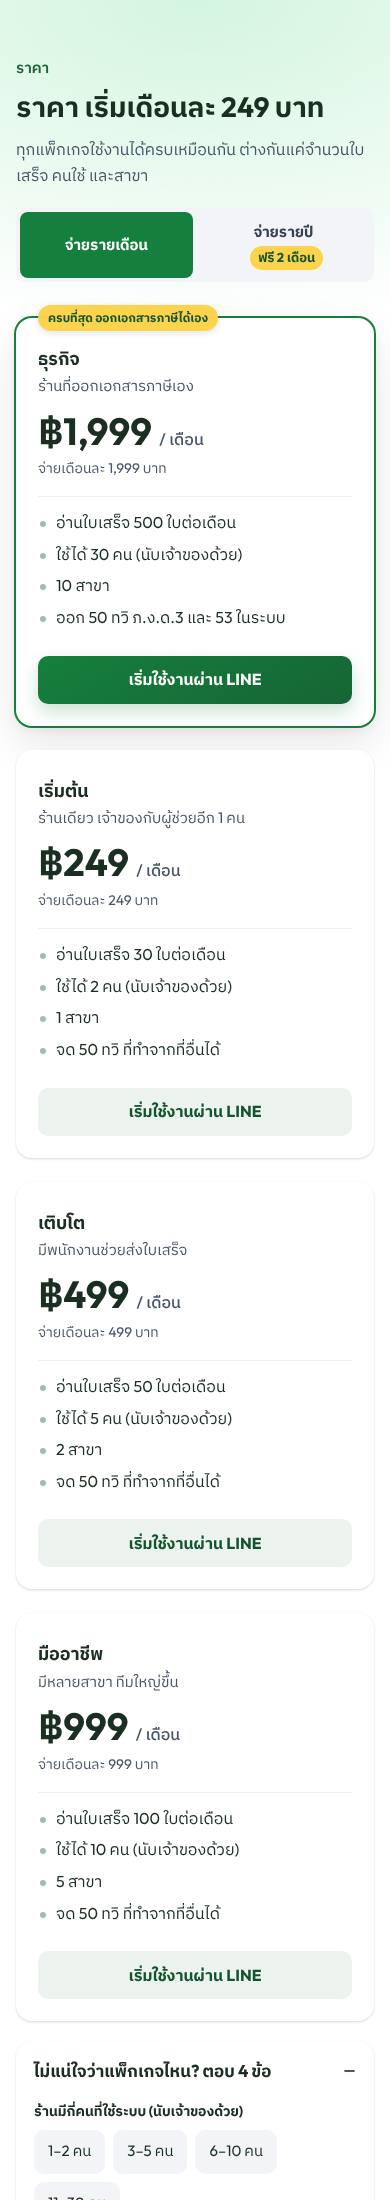 ราคา
ราคา เริ่มเดือนละ 249 บาท
ทุกแพ็กเกจใช้งานได้ครบเหมือนกัน ต่างกันแค่จำนวนใบ
เสร็จ คนใช้ และสาขา
จ่ายรายเดือน
จ่ายรายปี
ฟรี 2 เดือน
ครบที่สุด ออกเอกสารภาษีได้เอง
ธุรกิจ
ร้านที่ออกเอกสารภาษีเอง
฿1,999 / เดือน
จ่ายเดือนละ 1,999 บาท
อ่านใบเสร็จ 500 ใบต่อเดือน
ใช้ได้ 30 คน (นับเจ้าของด้วย)
10 สาขา
ออก 50 ทวิ ภ.ง.ด.3 และ 53 ในระบบ
เริ่มใช้งานผ่าน LINE
เริ่มต้น
ร้านเดียว เจ้าของกับผู้ช่วยอีก 1 คน
฿249 / เดือน
จ่ายเดือนละ 249 บาท
อ่านใบเสร็จ 30 ใบต่อเดือน
ใช้ได้ 2 คน (นับเจ้าของด้วย)
1 สาขา
จด 50 ทวิ ที่ทำจากที่อื่นได้
เริ่มใช้งานผ่าน LINE
เติบโต
มีพนักงานช่วยส่งใบเสร็จ
฿499 / เดือน
จ่ายเดือนละ 499 บาท
อ่านใบเสร็จ 50 ใบต่อเดือน
ใช้ได้ 5 คน (นับเจ้าของด้วย)
2 สาขา
จด 50 ทวิ ที่ทำจากที่อื่นได้
เริ่มใช้งานผ่าน LINE
มืออาชีพ
มีหลายสาขา ทีมใหญ่ขึ้น
฿999 / เดือน
จ่ายเดือนละ 999 บาท
อ่านใบเสร็จ 100 ใบต่อเดือน
ใช้ได้ 10 คน (นับเจ้าของด้วย)
5 สาขา
จด 50 ทวิ ที่ทำจากที่อื่นได้
เริ่มใช้งานผ่าน LINE
ไม่แน่ใจว่าแพ็กเกจไหน? ตอบ 4 ข้อ
ร้านมีกี่คนที่ใช้ระบบ (นับเจ้าของด้วย)
1–2 คน 3–5 คน 6–10 คน